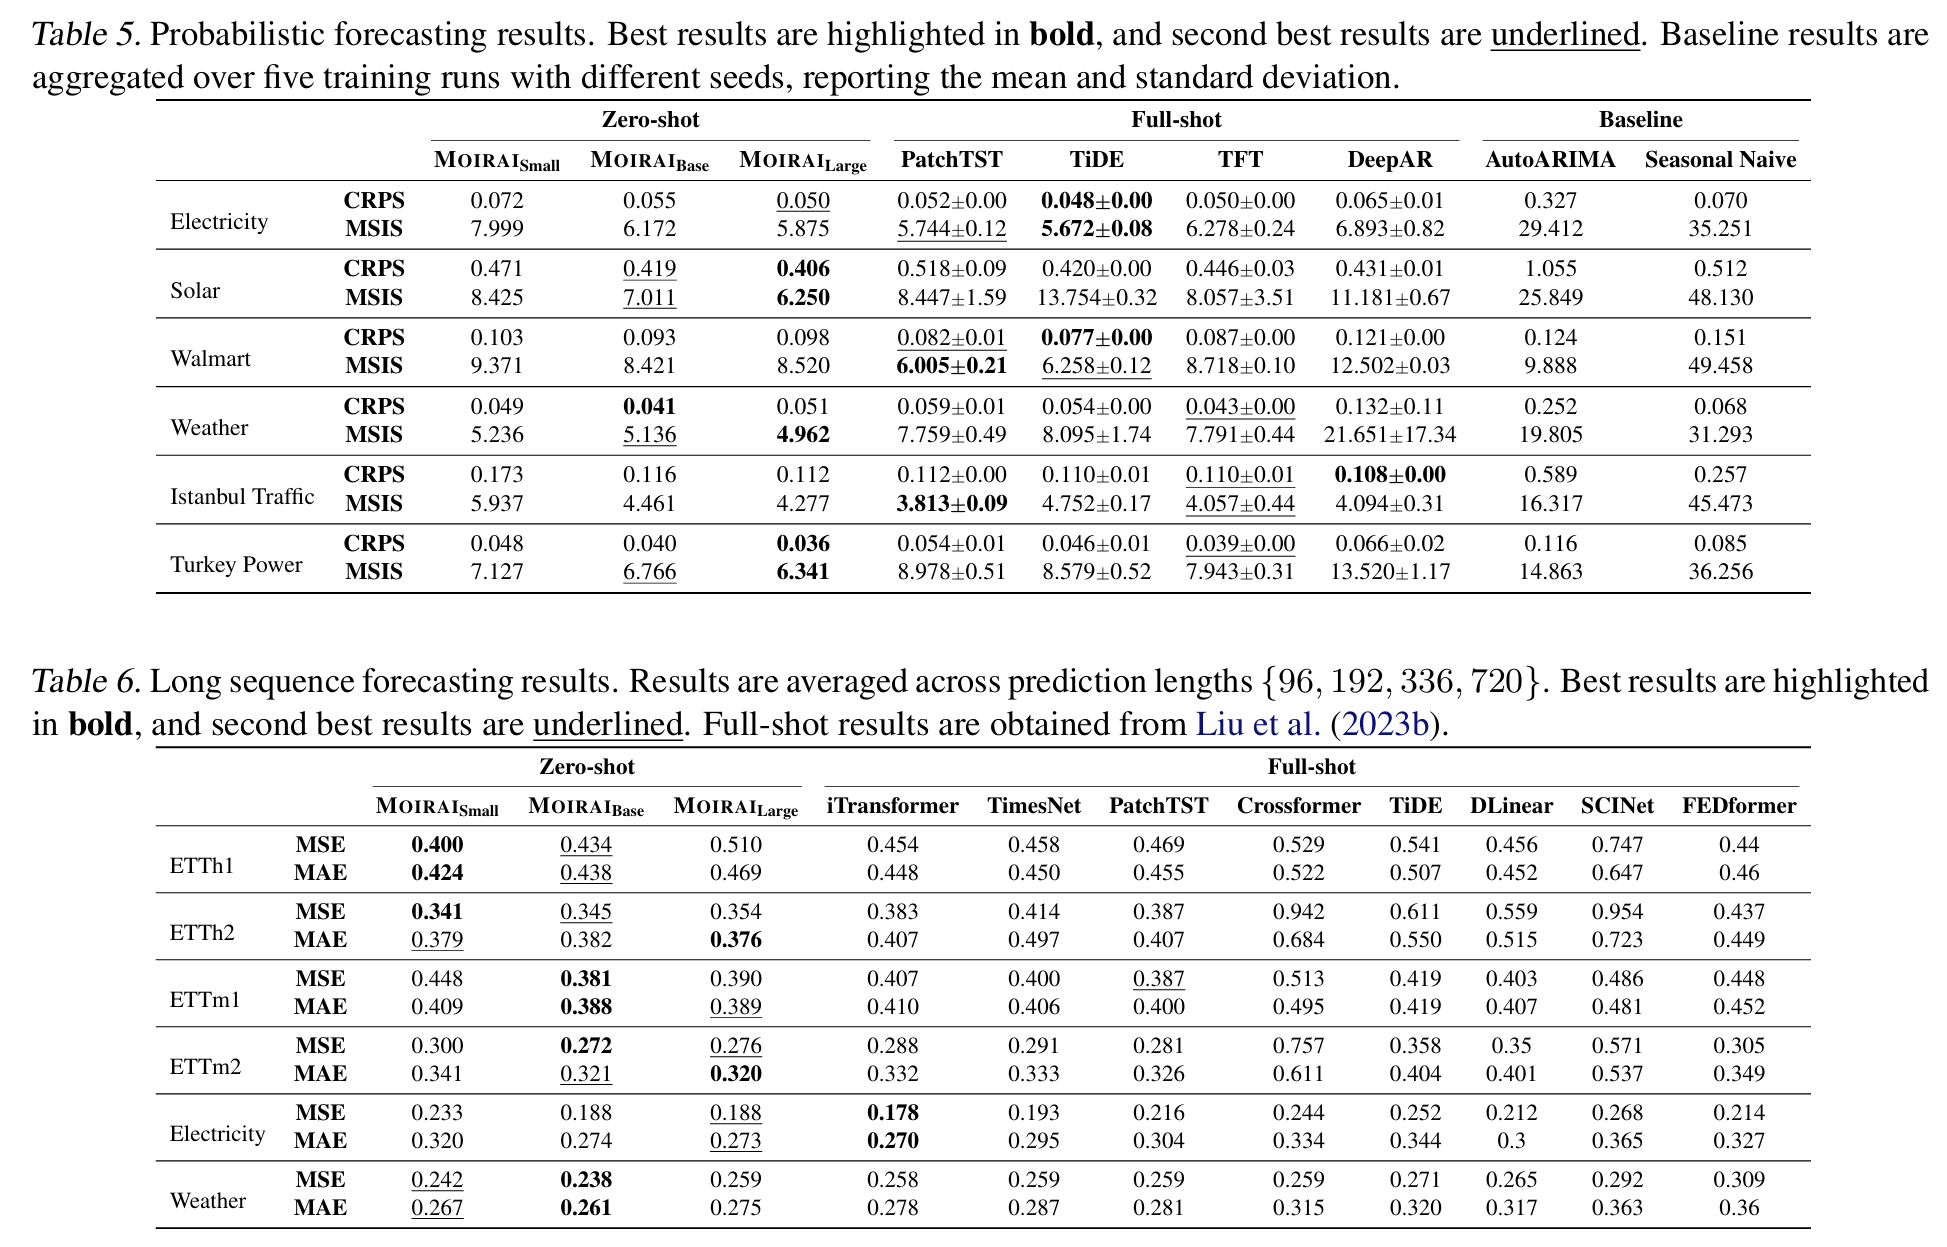 Table 5. Probabilistic forecasting results. Best results are highlighted in bold, and second best results are underlined. Baseline results are
aggregated over five training runs with different seeds, reporting the mean and standard deviation.
Zero-shot Full-shot Baseline
MOIRAI Small MOIRAI Base MOIRAI Large PatchTST TiDE TFT DeepAR AutoARIMA Seasonal Naive
Electricity CRPS 0.072 0.055 0.050 0.052±0.00 0.048±0.00 0.050±0.00 0.065±0.01 0.327 0.070
MSIS 7.999 6.172 5.875 5.744±0.12 5.672±0.08 6.278±0.24 6.893±0.82 29.412 35.251
Solar CRPS 0.471 0.419 0.406 0.518±0.09 0.420±0.00 0.446±0.03 0.431±0.01 1.055 0.512
MSIS 8.425 7.011 6.250 8.447±1.59 13.754±0.32 8.057±3.51 11.181±0.67 25.849 48.130
Walmart CRPS 0.103 0.093 0.098 0.082±0.01 0.077±0.00 0.087±0.00 0.121±0.00 0.124 0.151
MSIS 9.371 8.421 8.520 6.005±0.21 6.258±0.12 8.718±0.10 12.502±0.03 9.888 49.458
Weather CRPS 0.049 0.041 0.051 0.059±0.01 0.054±0.00 0.043±0.00 0.132±0.11 0.252 0.068
MSIS 5.236 5.136 4.962 7.759±0.49 8.095±1.74 7.791±0.44 21.651±17.34 19.805 31.293
Istanbul Traffic CRPS 0.173 0.116 0.112 0.112±0.00 0.110±0.01 0.110±0.01 0.108±0.00 0.589 0.257
MSIS 5.937 4.461 4.277 3.813±0.09 4.752±0.17 4.057±0.44 4.094±0.31 16.317 45.473
Turkey Power CRPS 0.048 0.040 0.036 0.054±0.01 0.046±0.01 0.039±0.00 0.066±0.02 0.116 0.085
MSIS 7.127 6.766 6.341 8.978±0.51 8.579±0.52 7.943±0.31 13.520±1.17 14.863 36.256
Table 6. Long sequence forecasting results. Results are averaged across prediction lengths {96, 192, 336, 720}. Best results are highlighted
in bold, and second best results are underlined. Full-shot results are obtained from Liu et al. (2023b).
Zero-shot Full-shot
MOIRAI Small MOIRAI Base MOIRAI Large iTransformer TimesNet PatchTST Crossformer TiDE DLinear SCINet FEDformer
ETTh1 MSE 0.400 0.434 0.510 0.454 0.458 0.469 0.529 0.541 0.456 0.747 0.44
MAE 0.424 0.438 0.469 0.448 0.450 0.455 0.522 0.507 0.452 0.647 0.46
ETTh2 MSE 0.341 0.345 0.354 0.383 0.414 0.387 0.942 0.611 0.559 0.954 0.437
MAE 0.379 0.382 0.376 0.407 0.497 0.407 0.684 0.550 0.515 0.723 0.449
ETTm1 MSE 0.448 0.381 0.390 0.407 0.400 0.387 0.513 0.419 0.403 0.486 0.448
MAE 0.409 0.388 0.389 0.410 0.406 0.400 0.495 0.419 0.407 0.481 0.452
ETTm2 MSE 0.300 0.272 0.276 0.288 0.291 0.281 0.757 0.358 0.35 0.571 0.305
MAE 0.341 0.321 0.320 0.332 0.333 0.326 0.611 0.404 0.401 0.537 0.349
Electricity MSE 0.233 0.188 0.188 0.178 0.193 0.216 0.244 0.252 0.212 0.268 0.214
MAE 0.320 0.274 0.273 0.270 0.295 0.304 0.334 0.344 0.3 0.365 0.327
Weather MSE 0.242 0.238 0.259 0.258 0.259 0.259 0.259 0.271 0.265 0.292 0.309
MAE 0.267 0.261 0.275 0.278 0.287 0.281 0.315 0.320 0.317 0.363 0.36